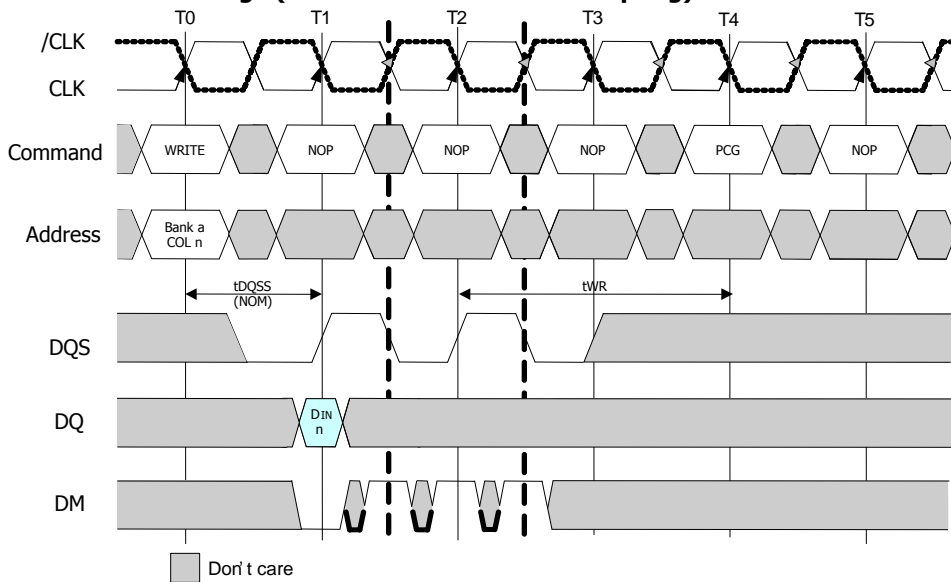 T0 T1 T2 T3 T4 T5
/CLK
CLK
Command WRITE NOP NOP NOP PCG NOP
Address Bank a
COL n
tDQSS
(NOM)
tWR
DQS
DQ DIN
n
DM
Don't care